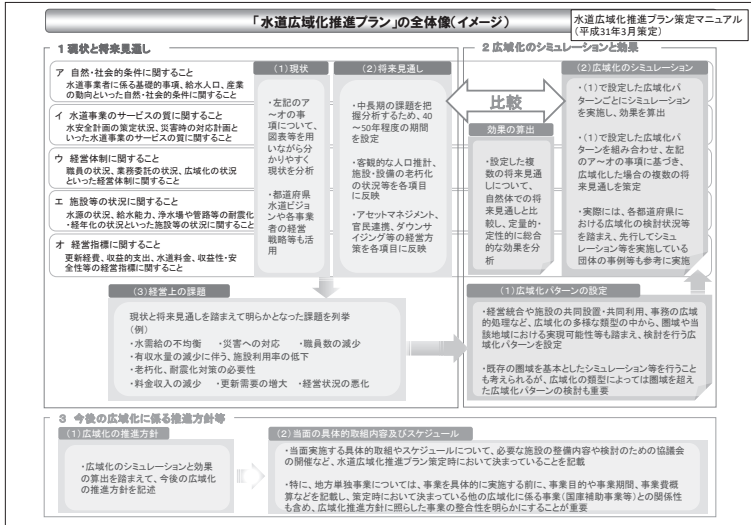 「水道広域化推進プラン」の全体像（イメージ）
水道広域化推進プラン策定マニュアル
（平成31年3月策定）
１ 現状と将来見通し
ア 自然・社会的条件に関すること
水道事業者に係る基礎的事項、給水人口、産業
の動向といった自然・社会的条件に関すること
イ 水道事業のサービスの質に関すること
水安全計画の策定状況、災害時の対応計画と
いった水道事業のサービスの質に関すること
ウ 経営体制に関すること
職員の状況、業務委託の状況、広域化の状況
といった経営体制に関すること
エ 施設等の状況に関すること
水源の状況、給水能力、浄水場や管路等の耐震化
・経年化の状況といった施設等の状況に関すること
オ 経営指標に関すること
更新経費、収益的支出、水道料金、収益性・安
全性等の経営指標に関すること
（１）現状
・左記のア
～オの事
項について、
図表等を用
いながら分
かりやすく
現状を分析
・都道府県
水道ビジョ
ンや各事業
者の経営
戦略等も活
用
（２）将来見通し
・中長期の課題を把
握分析するため、40
～50年程度の期間
を設定
・客観的な人口推計、
施設・設備の老朽化
の状況等を各項目
に反映
・アセットマネジメント、
官民連携、ダウンサ
イジング等の経営方
策を各項目に反映
（３）経営上の課題
現状と将来見通しを踏まえて明らかとなった課題を列挙
（例）
・水需給の不均衡 ・災害への対応 ・職員数の減少
・有収水量の減少に伴う、施設利用率の低下
・老朽化、耐震化対策の必要性
・料金収入の減少 ・更新需要の増大 ・経営状況の悪化
２ 広域化のシミュレーションと効果
比較
効果の算出
・設定した複
数の将来見通
しについて、
自然体での
将来見通しと
比較し、定量的・
定性的に総合
的な効果を分
析
（２）広域化のシミュレーション
・（１）で設定した広域化パ
ターンごとにシミュレーション
を実施し、効果を算出
・（１）で設定した広域化パ
ターンを組み合わせ、左記
のア～オの事項に基づき、
広域化した場合の複数の将
来見通しを策定
・実際には、各都道府県に
おける広域化の検討状況等
を踏まえ、先行してシミュ
レーション等を実施している
団体の事例等も参考に実施
（１）広域化パターンの設定
・経営統合や施設の共同設置・共同利用、事務の広域
的処理など、広域化の多様な類型の中から、圏域や当
該地域における実現可能性等も踏まえ、検討を行う広
域化パターンを設定
・既存の圏域を基本としたシミュレーション等を行うこと
も考えられるが、広域化の類型によっては圏域を超え
た広域化パターンの検討も重要
３ 今後の広域化に係る推進方針等
（１）広域化の推進方針
・広域化のシミュレーションと効果
の算出を踏まえて、今後の広域化
の推進方針を記述
（２）当面の具体的取組内容及びスケジュール
・当面実施する具体的取組やスケジュールについて、必要な施設の整備内容や検討のための協議会
の開催など、水道広域化推進プラン策定時において決まっていることを記載
・特に、地方単独事業については、事業を具体的に実施する前に、事業目的や事業期間、事業費概
算などを記載し、策定時において決まっている他の広域化に係る事業（国庫補助事業等）との関係性
も含め、広域化推進方針に照らした事業の整合性を明らかにすることが重要